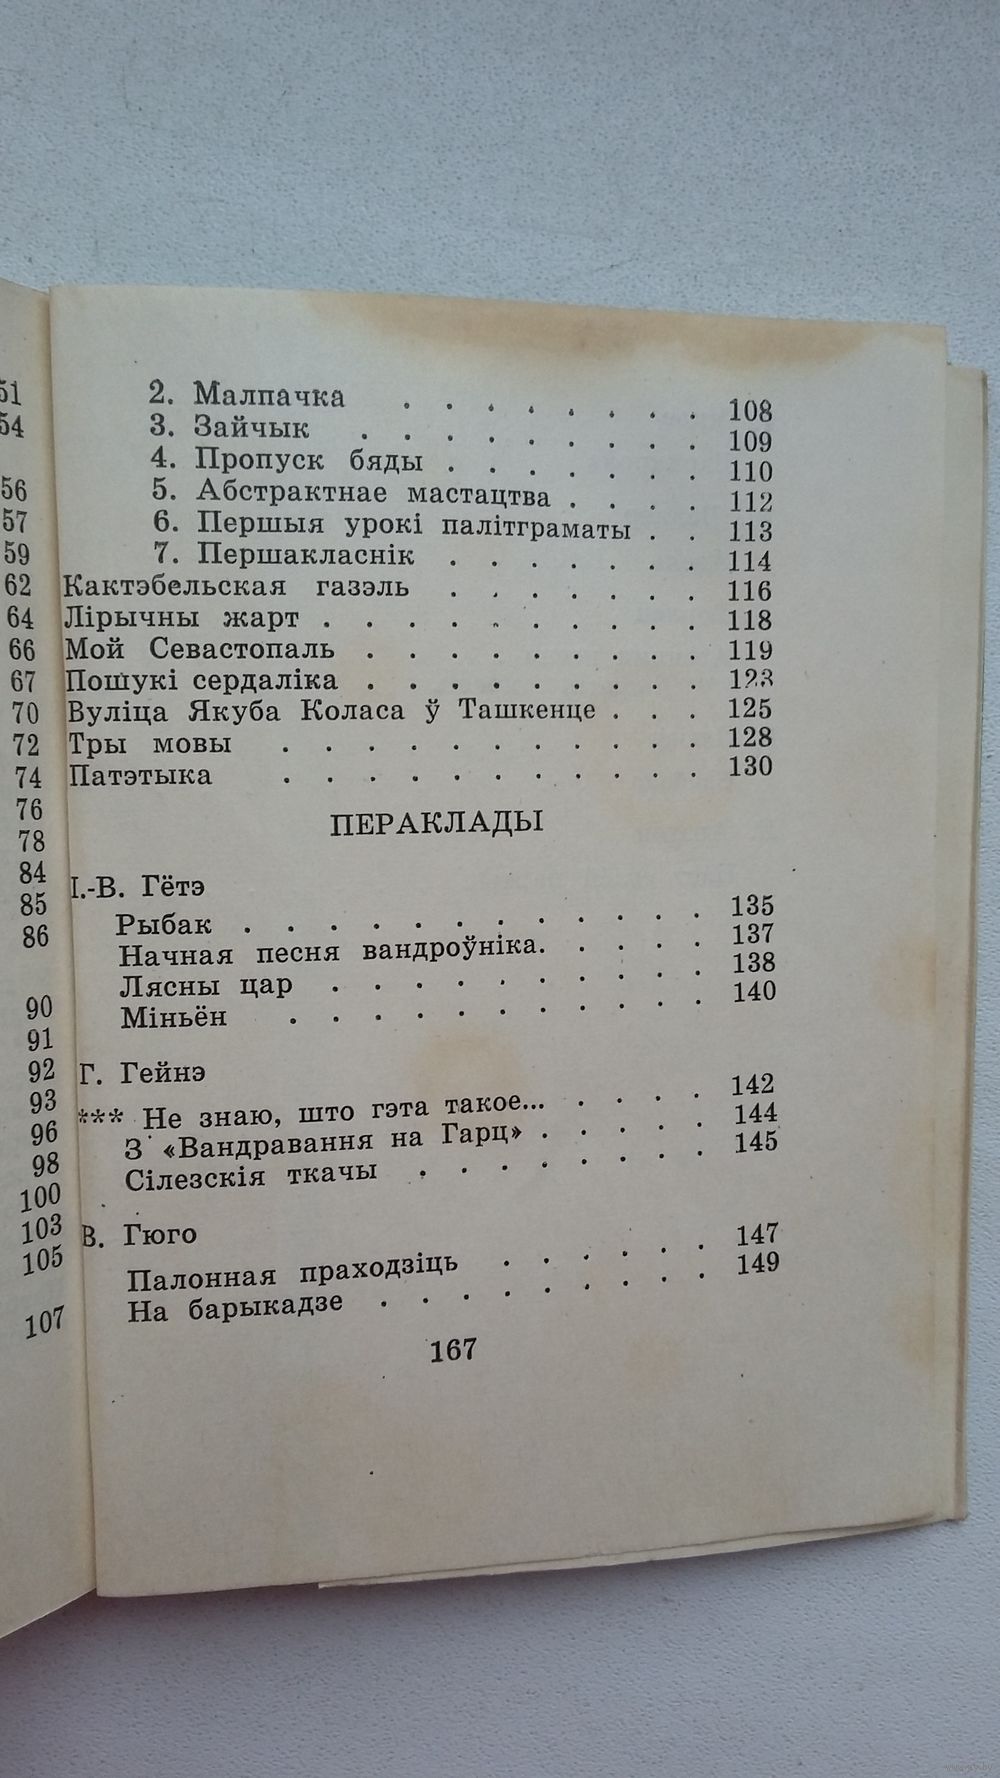 51
54
56
57
59
62
64
66
67
70
72
74
76
78
84
85
86
90
91
92
93
96
98
100
103
105
107
2. Малпачка . . . . . . . . 108
3. Зайчык . . . . . . . . . 109
4. Пропуск бяды . . . . . . . 110
5. Абстрактнае мастацтва . . . . 112
6. Першыя урокі палітграматы . . 113
7. Першакласнік . . . . . . . 114
Кактэбельская газэль . . . . . . . 116
Лірычны жарт . . . . . . . . . . 118
Мой Севастопаль . . . . . . . . . 119
Пошукі сердаліка . . . . . . . . . 123
Вуліца Якуба Коласа ў Ташкенце . . . 125
Тры мовы . . . . . . . . . . . 128
Патэтыка . . . . . . . . . . . 130
ПЕРАКЛАДЫ
І.-В. Гётэ
Рыбак . . . . . . . . . . . 135
Начная песня вандроўніка. . . . . 137
Лясны цар . . . . . . . . . . 138
Міньён . . . . . . . . . . . 140
Г. Гейнэ
*** Не знаю, што гэта такое... . . . . 142
З «Вандравання на Гарц» . . . . . 144
Сілезскія ткачы . . . . . . . . 145
В. Гюго
Палонная праходзіць . . . . . . 147
На барыкадзе . . . . . . . . . 149
167